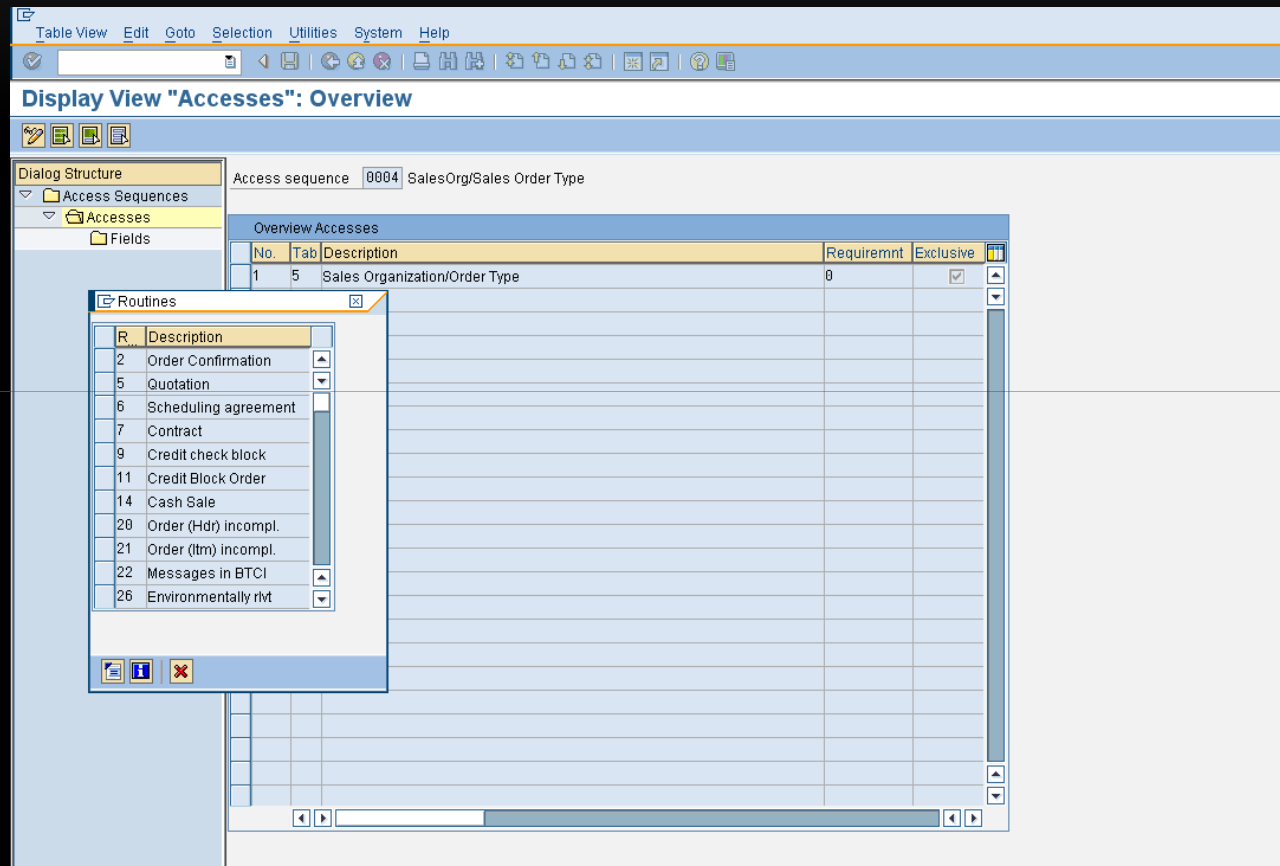 Table View Edit Goto Selection Utilities System Help
Display View "Accesses": Overview
Dialog Structure
Access Sequences
Accesses
Fields
Access sequence 0004 SalesOrg/Sales Order Type
Overview Accesses
No. Tab Description Requiremnt Exclusive
1 5 Sales Organization/Order Type 0
Routines
R... Description
2 Order Confirmation
5 Quotation
6 Scheduling agreement
7 Contract
9 Credit check block
11 Credit Block Order
14 Cash Sale
20 Order (Hdr) incompl.
21 Order (Itm) incompl.
22 Messages in BTCI
26 Environmentally rlvt